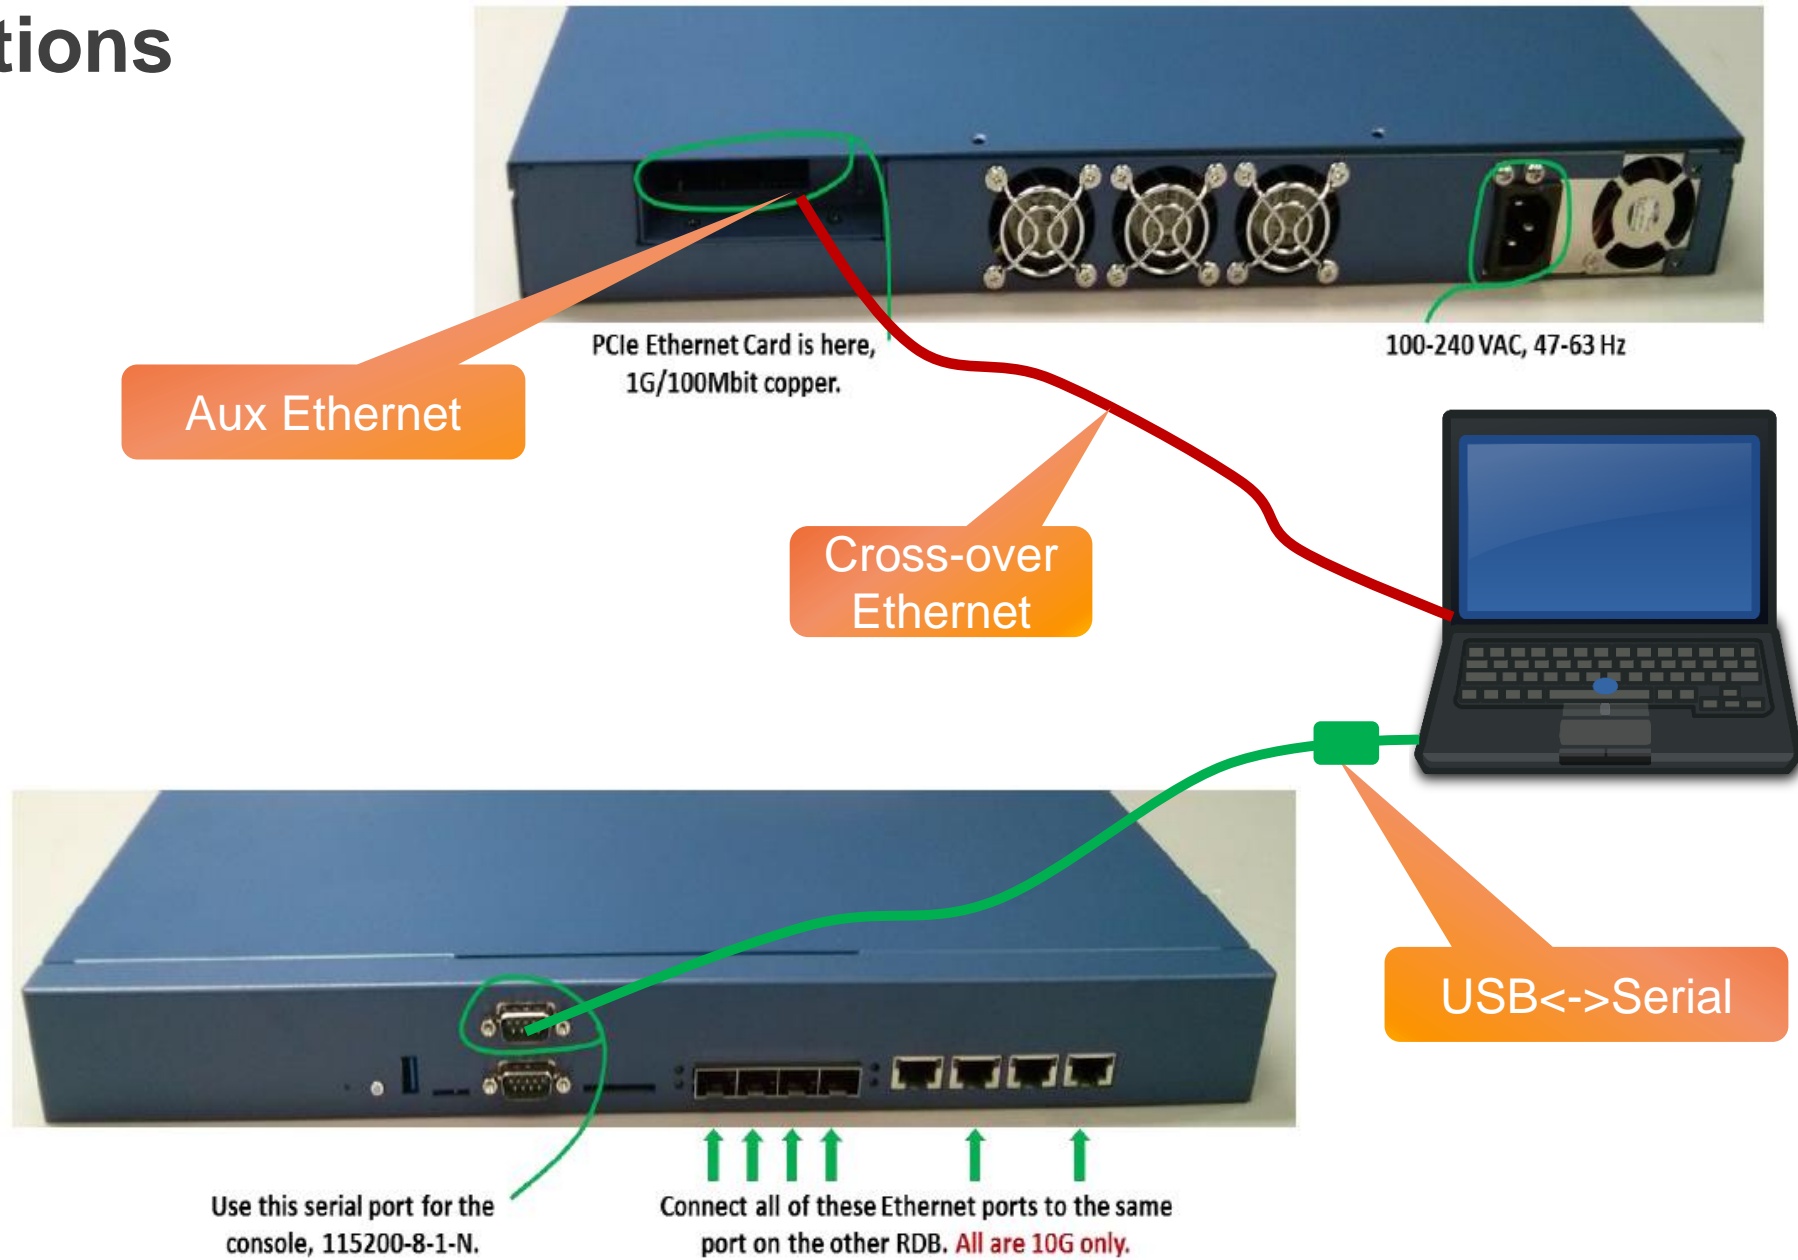 tions
PCIe Ethernet Card is here,
1G/100Mbit copper.
100-240 VAC, 47-63 Hz
Aux Ethernet
Cross-over
Ethernet
USB<->Serial
Use this serial port for the
console, 115200-8-1-N.
Connect all of these Ethernet ports to the same
port on the other RDB. All are 10G only.